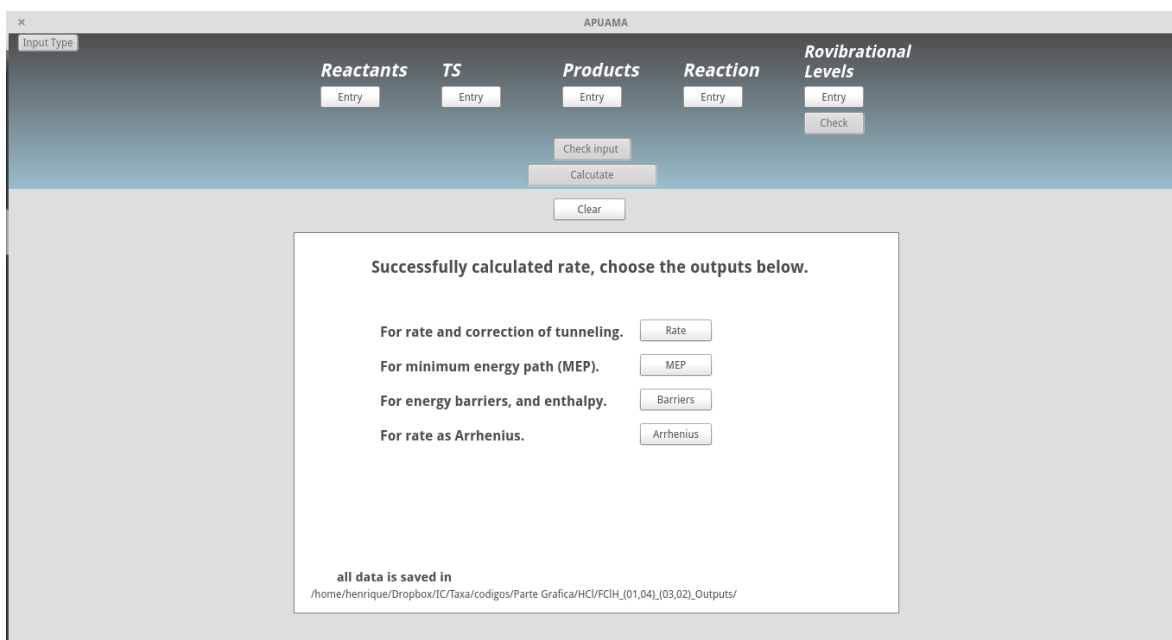 ×
APUAMA
Input Type
Reactants
TS
Products
Reaction
Rovibrational
Levels
Entry
Entry
Entry
Entry
Entry
Check
Check input
Calcutate
Clear
Successfully calculated rate, choose the outputs below.
For rate and correction of tunneling.
Rate
For minimum energy path (MEP).
MEP
For energy barriers, and enthalpy.
Barriers
For rate as Arrhenius.
Arrhenius
all data is saved in
/home/henrique/Dropbox/IC/Taxa/codigos/Parte Grafica/HCl/FClH_(01,04)_(03,02)_Outputs/